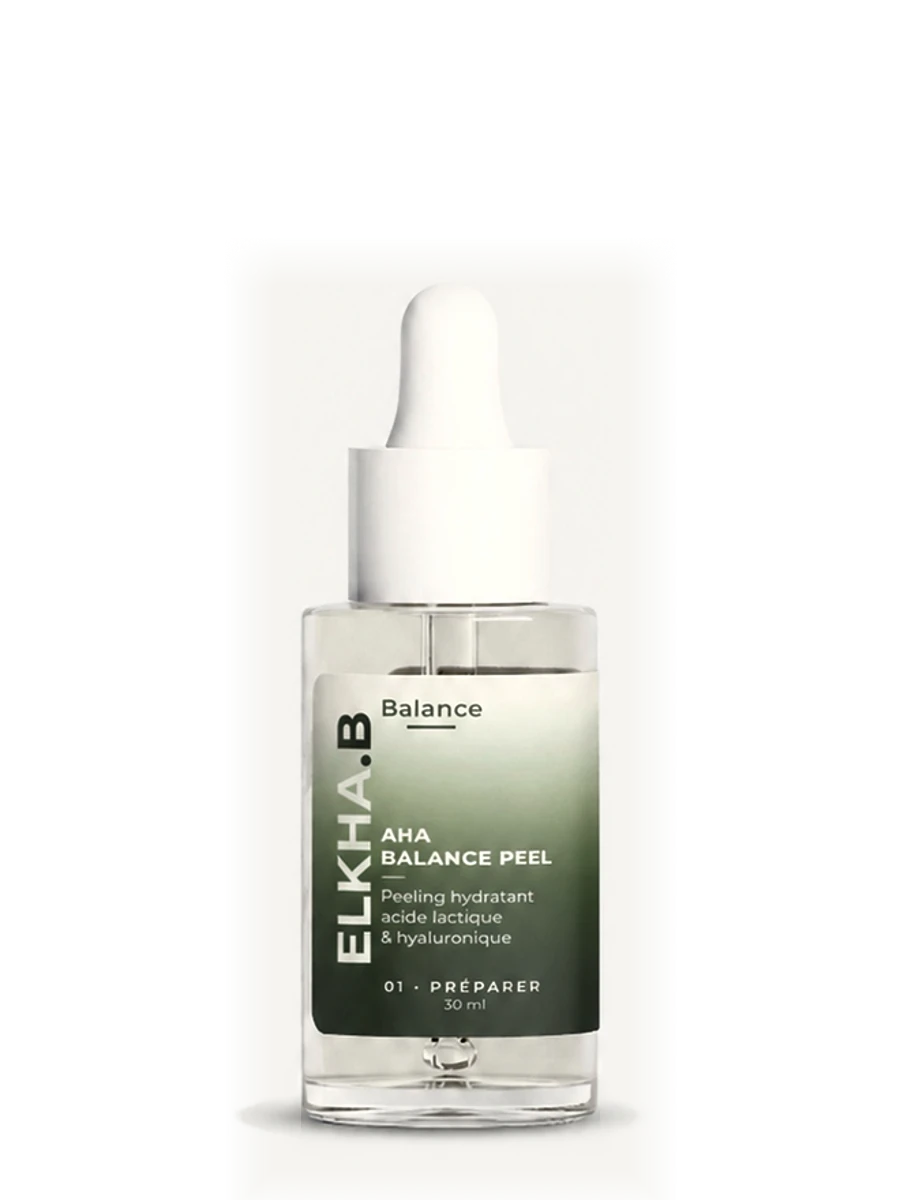 Balance
ELKHA.B
AHA
BALANCE PEEL
Peeling hydratant
acide lactique
& hyaluronique
01 · PRÉPARER
30 ml